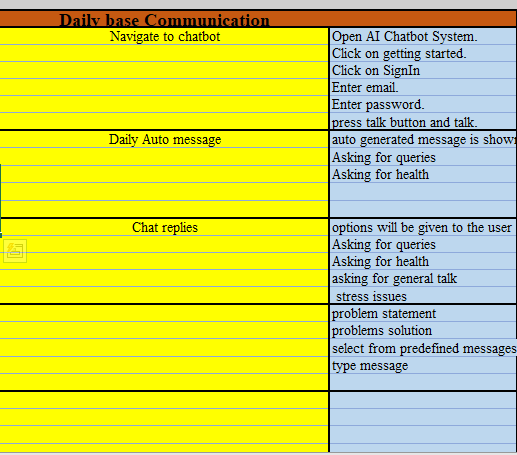 Daily base Communication
Navigate to chatbot
Open AI Chatbot System.
Click on getting started.
Click on SignIn
Enter email.
Enter password.
press talk button and talk.
Daily Auto message
auto generated message is shown
Asking for queries
Asking for health
Chat replies
options will be given to the user
Asking for queries
Asking for health
asking for general talk
stress issues
problem statement
problems solution
select from predefined messages
type message